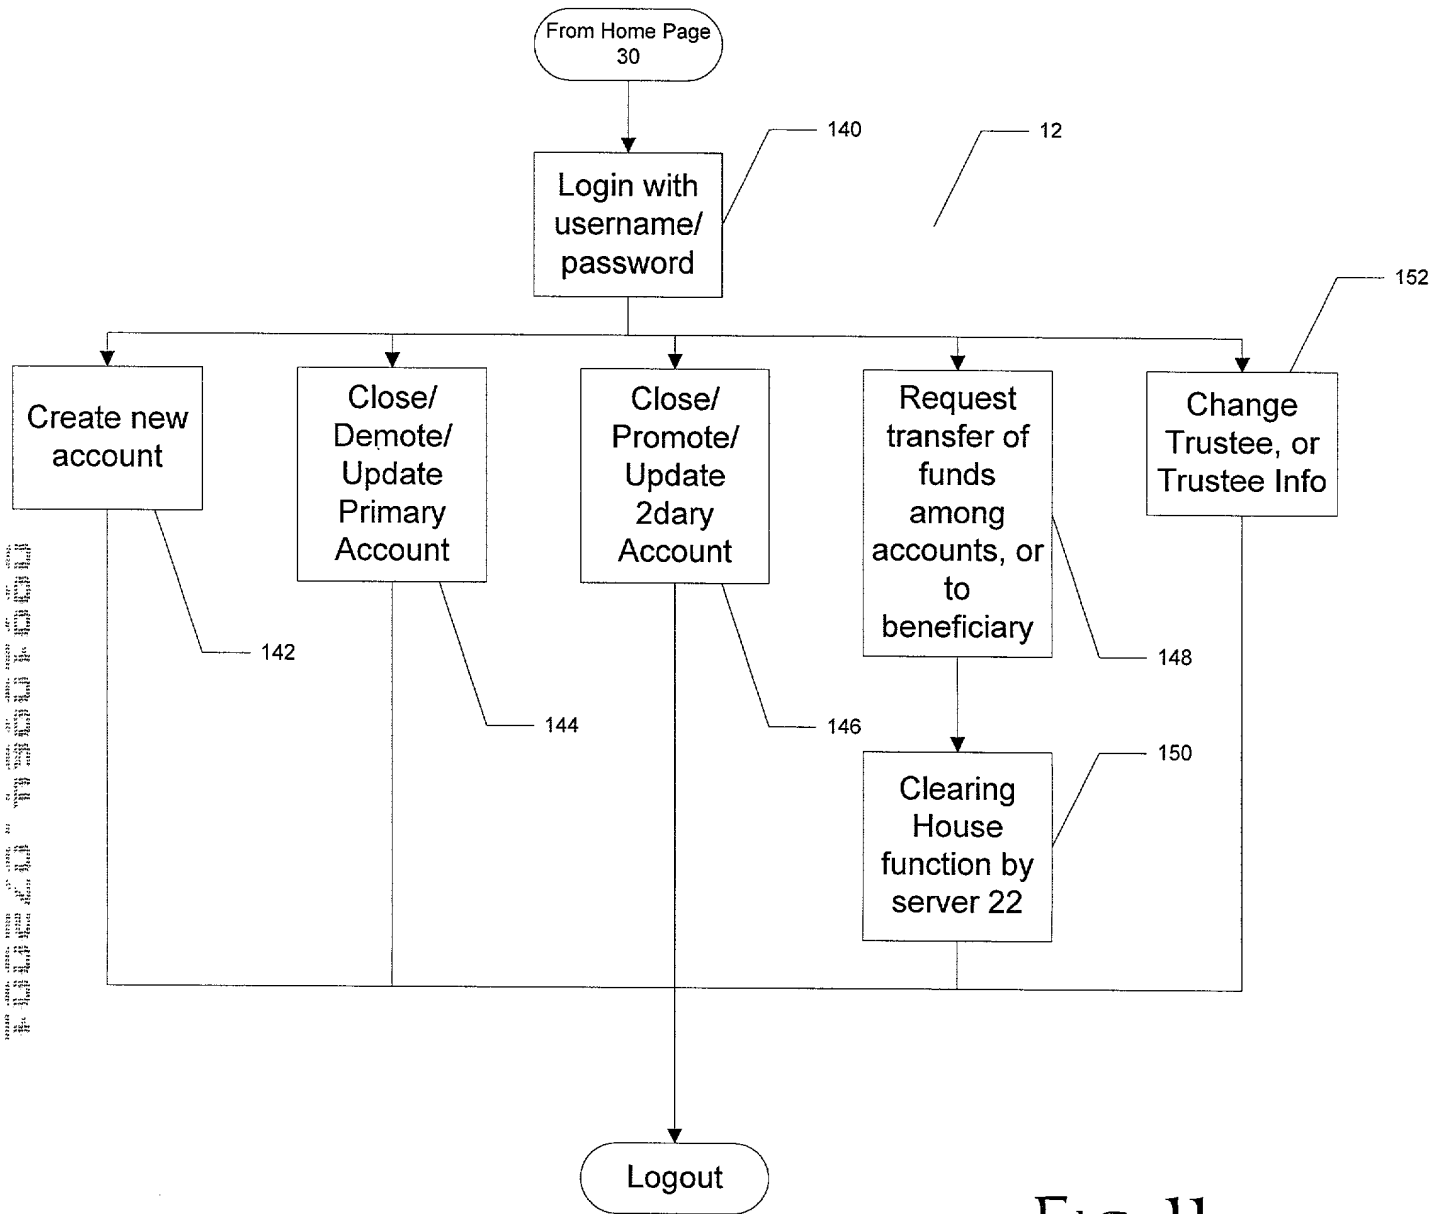 From Home Page
30
140
12
Login with
username/
password
152
Create new
account
Close/
Demote/
Update
Primary
Account
Close/
Promote/
Update
2dary
Account
Request
transfer of
funds
among
accounts, or
to
beneficiary
Change
Trustee, or
Trustee Info
142
148
144
146
150
Clearing
House
function by
server 22
Logout
FIG. 11